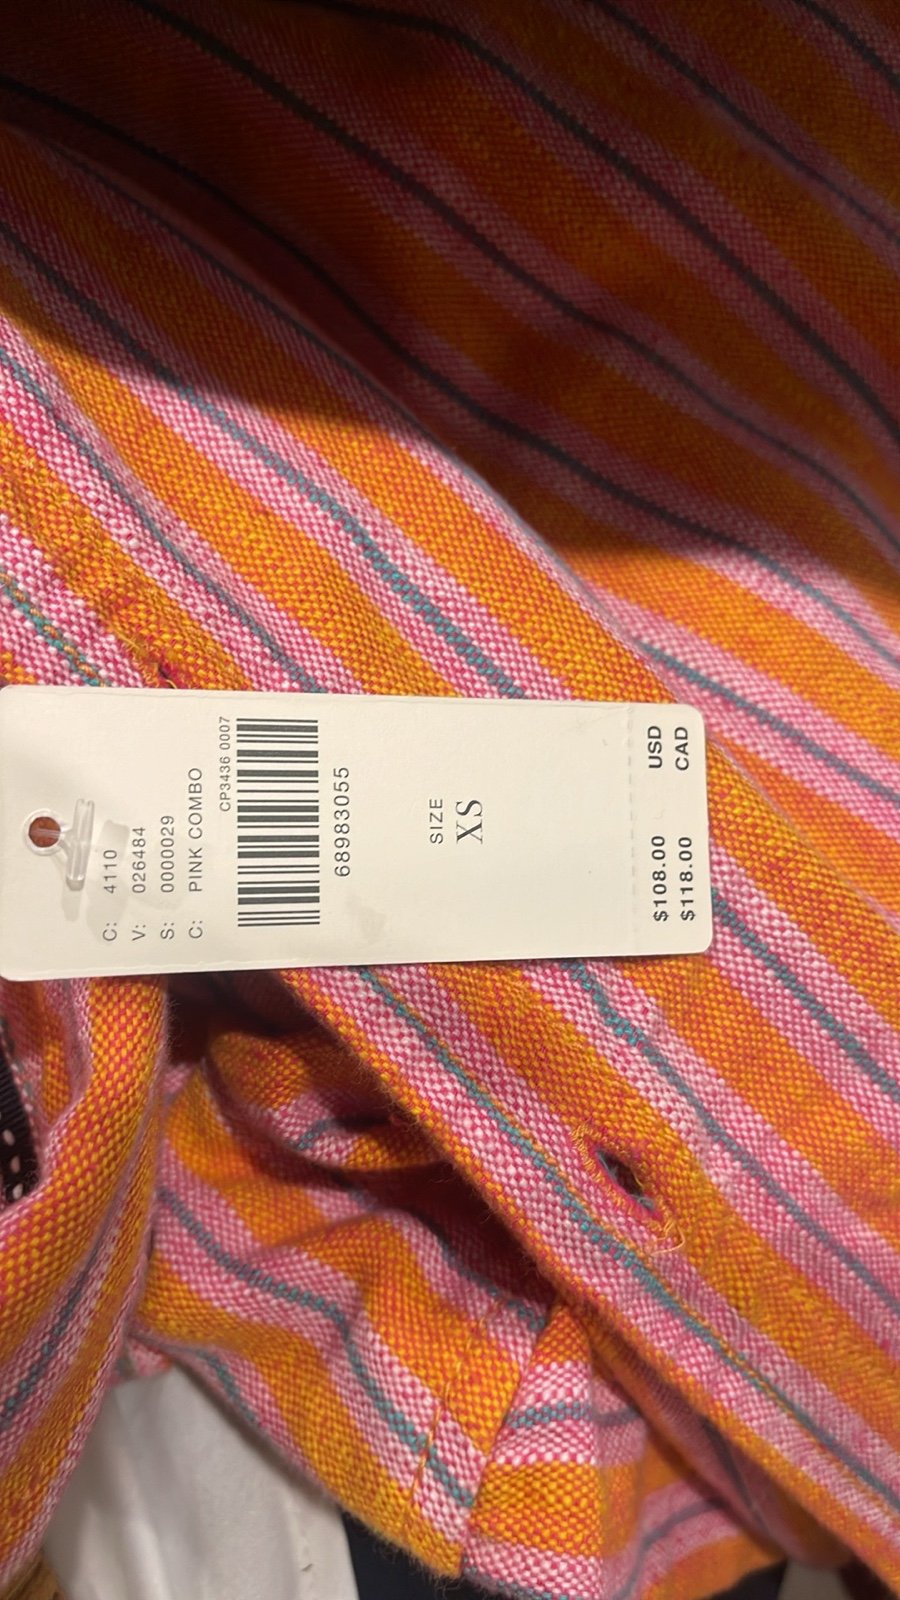 C: 4110
V: 026484
S: 0000029
C: PINK COMBO
CP3436 0007
68983055
SIZE
XS
$108.00 USD
$118.00 CAD